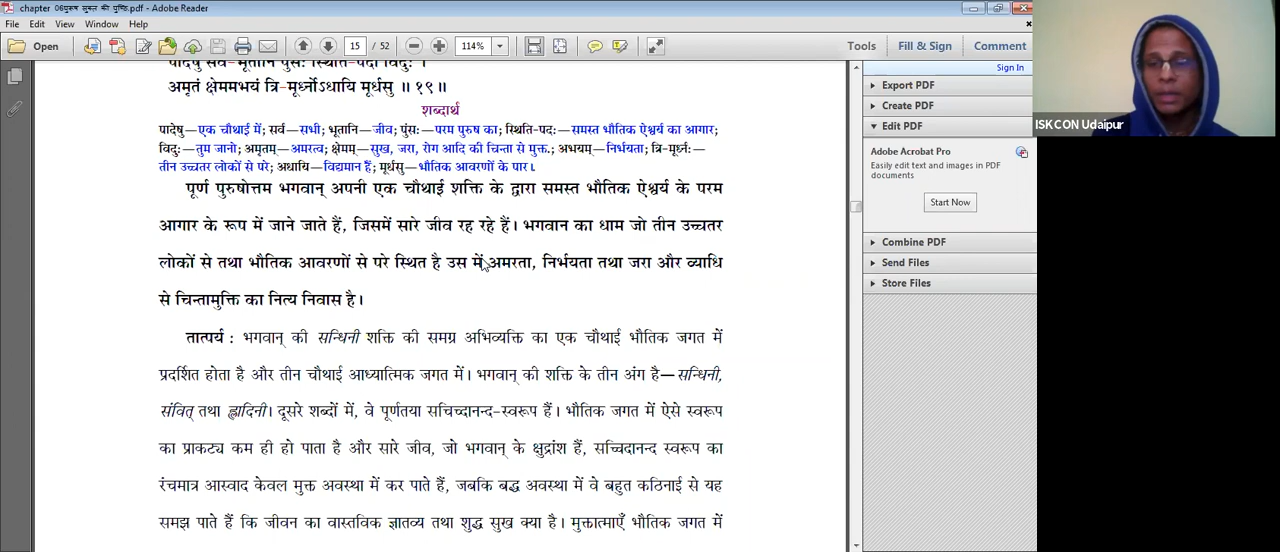 chapter 06पुरुष सूक्त की पुष्टि.pdf - Adobe Reader
File Edit View Window Help
Open 15 / 52 114% Tools Fill & Sign Comment
Sign In
Export PDF
Create PDF
Edit PDF
Adobe Acrobat Pro
Easily edit text and images in PDF documents
Start Now
Combine PDF
Send Files
Store Files
ISKCON Udaipur
पादेषु सर्व-भूतानि पुंसः स्थिति-पदो विदुः ।
अमृतं क्षेममभयं त्रि-मूर्ध्नोऽधायि मूर्धसु ॥ १९॥
शब्दार्थ
पादेषु—एक चौथाई में; सर्व—सभी; भूतानि—जीव; पुंसः—परम पुरुष का; स्थिति-पदः—समस्त भौतिक ऐश्वर्य का आगार;
विदुः—तुम जानो; अमृतम्—अमरत्व; क्षेमम्—सुख, जरा, रोग आदि की चिन्ता से मुक्त.; अभयम्—निर्भयता; त्रि-मूर्ध्नः—
तीन उच्चतर लोकों से परे; अधायि—विद्यमान हैं; मूर्धसु—भौतिक आवरणों के पार।
पूर्ण पुरुषोत्तम भगवान् अपनी एक चौथाई शक्ति के द्वारा समस्त भौतिक ऐश्वर्य के परम
आगार के रूप में जाने जाते हैं, जिसमें सारे जीव रह रहे हैं। भगवान का धाम जो तीन उच्चतर
लोकों से तथा भौतिक आवरणों से परे स्थित है उस में अमरता, निर्भयता तथा जरा और व्याधि
से चिन्तामुक्ति का नित्य निवास है।
तात्पर्य : भगवान् की सन्धिनी शक्ति की समग्र अभिव्यक्ति का एक चौथाई भौतिक जगत में
प्रदर्शित होता है और तीन चौथाई आध्यात्मिक जगत में। भगवान् की शक्ति के तीन अंग है—सन्धिनी,
संवित् तथा ह्लादिनी। दूसरे शब्दों में, वे पूर्णतया सच्चिदानन्द-स्वरूप हैं। भौतिक जगत में ऐसे स्वरूप
का प्राकट्य कम ही हो पाता है और सारे जीव, जो भगवान् के क्षुद्रांश हैं, सच्चिदानन्द स्वरूप का
रंचमात्र आस्वाद केवल मुक्त अवस्था में कर पाते हैं, जबकि बद्ध अवस्था में वे बहुत कठिनाई से यह
समझ पाते हैं कि जीवन का वास्तविक ज्ञातव्य तथा शुद्ध सुख क्या है। मुक्तात्माएँ भौतिक जगत में